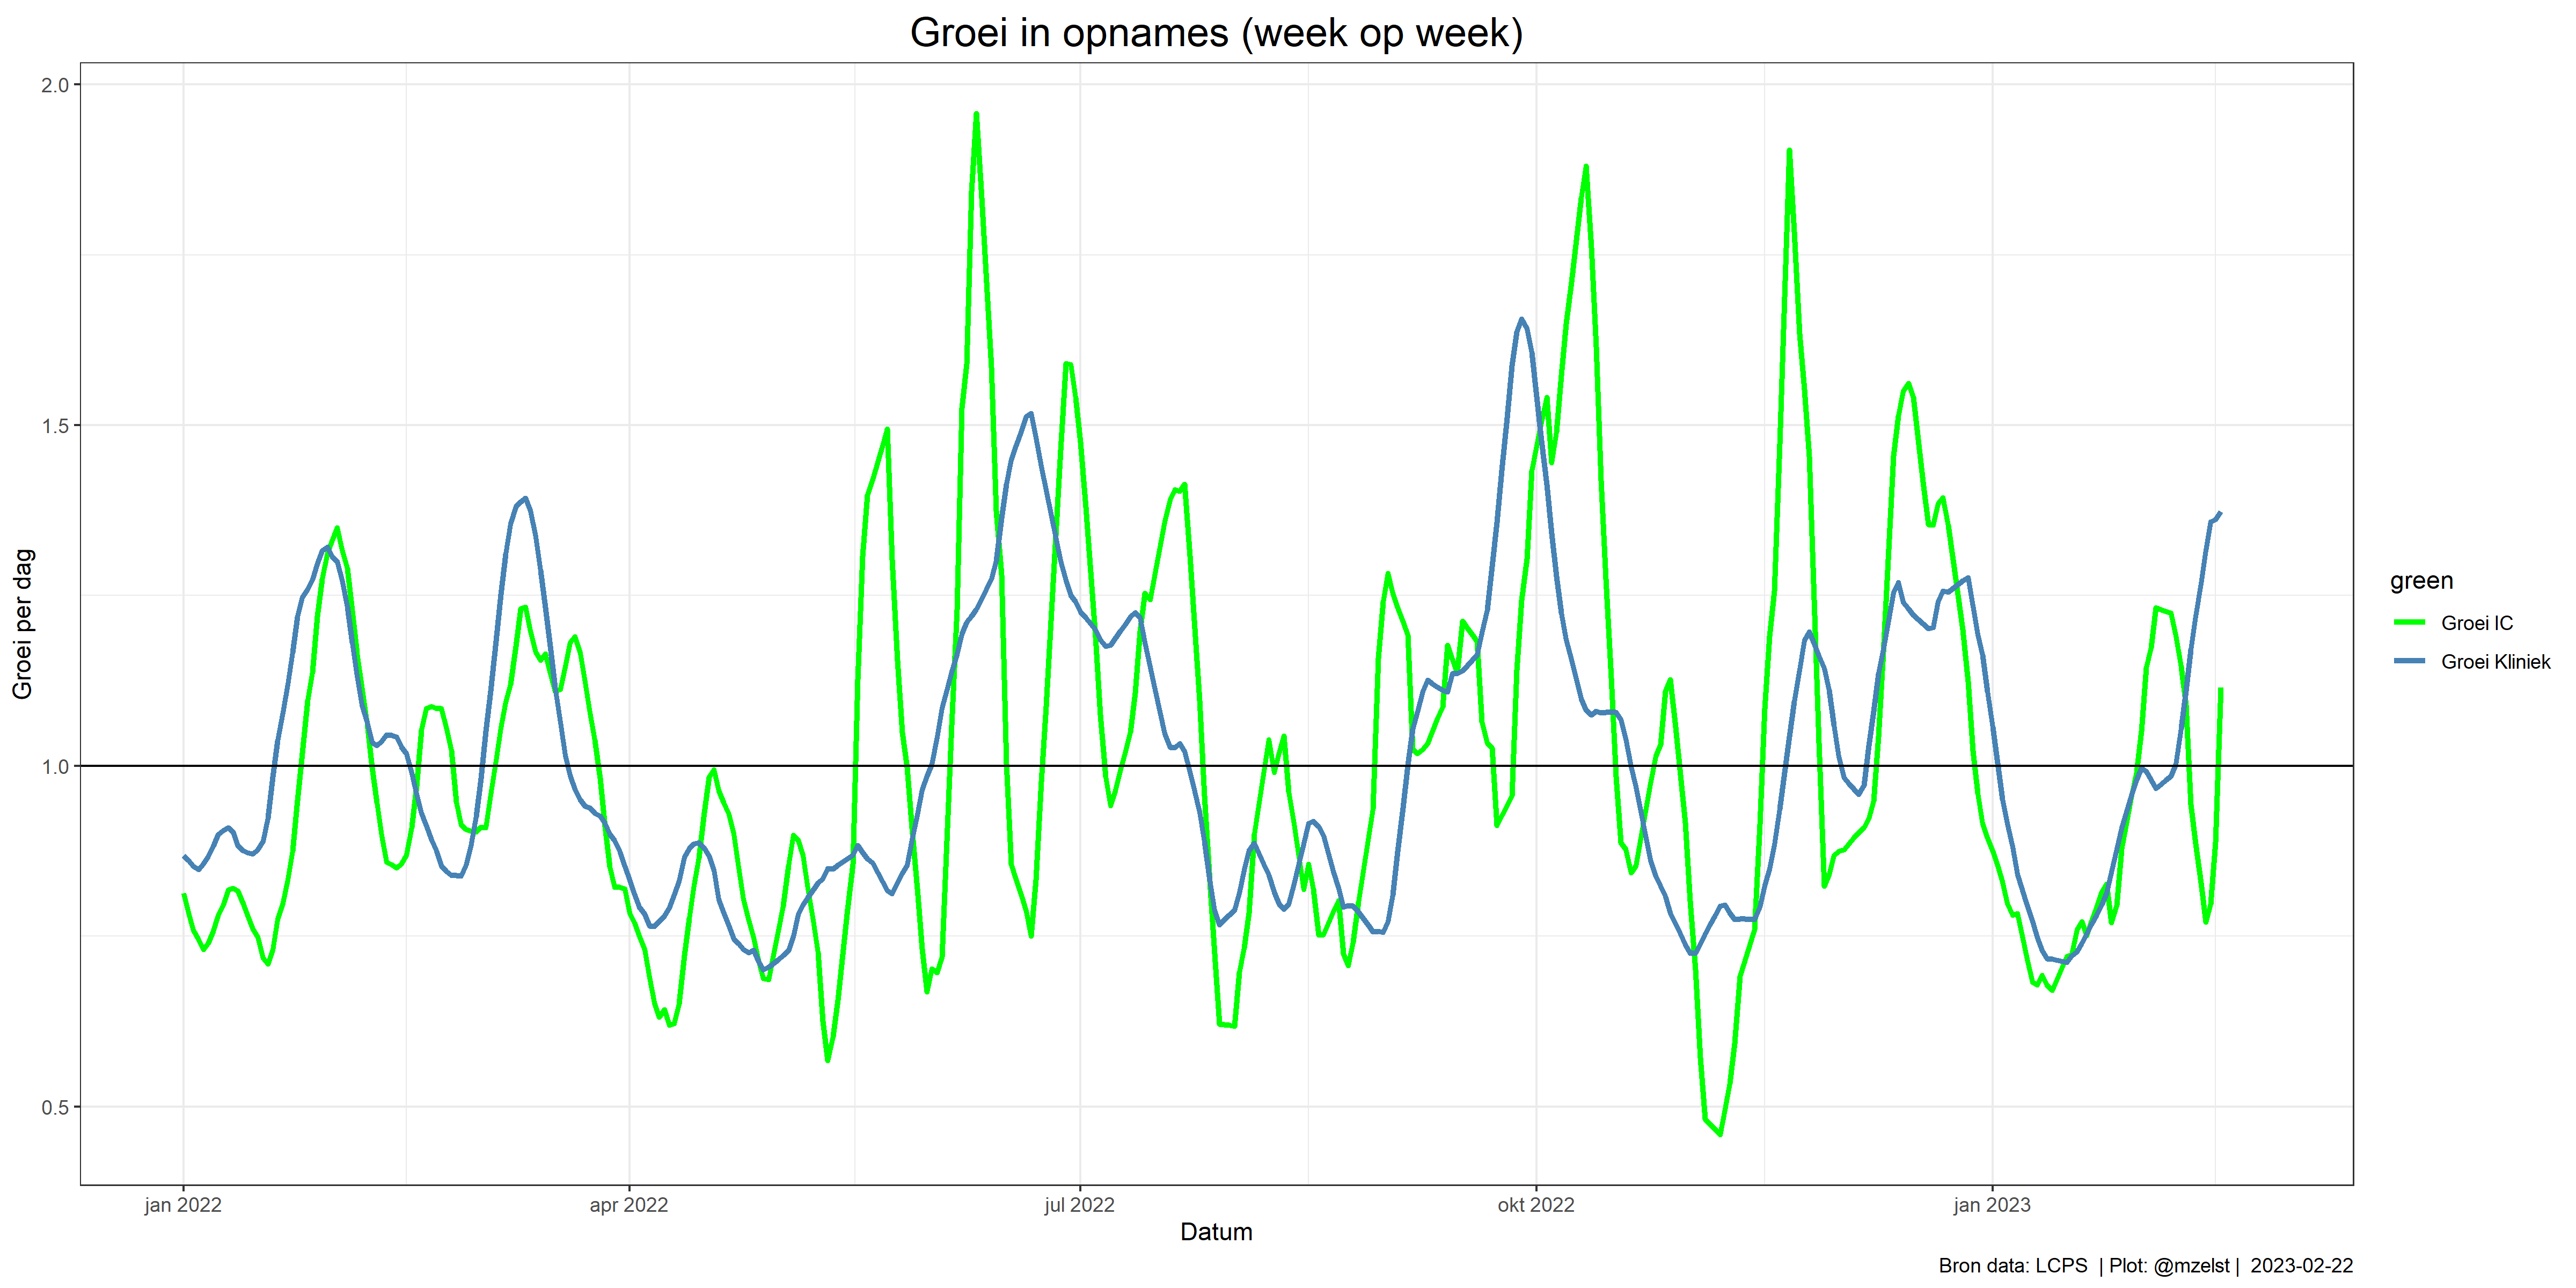 Groei in opnames (week op week)
Groei per dag
2.0
1.5
1.0
0.5
jan 2022
apr 2022
jul 2022
okt 2022
jan 2023
Datum
green
Groei IC
Groei Kliniek
Bron data: LCPS | Plot: @mzelst | 2023-02-22